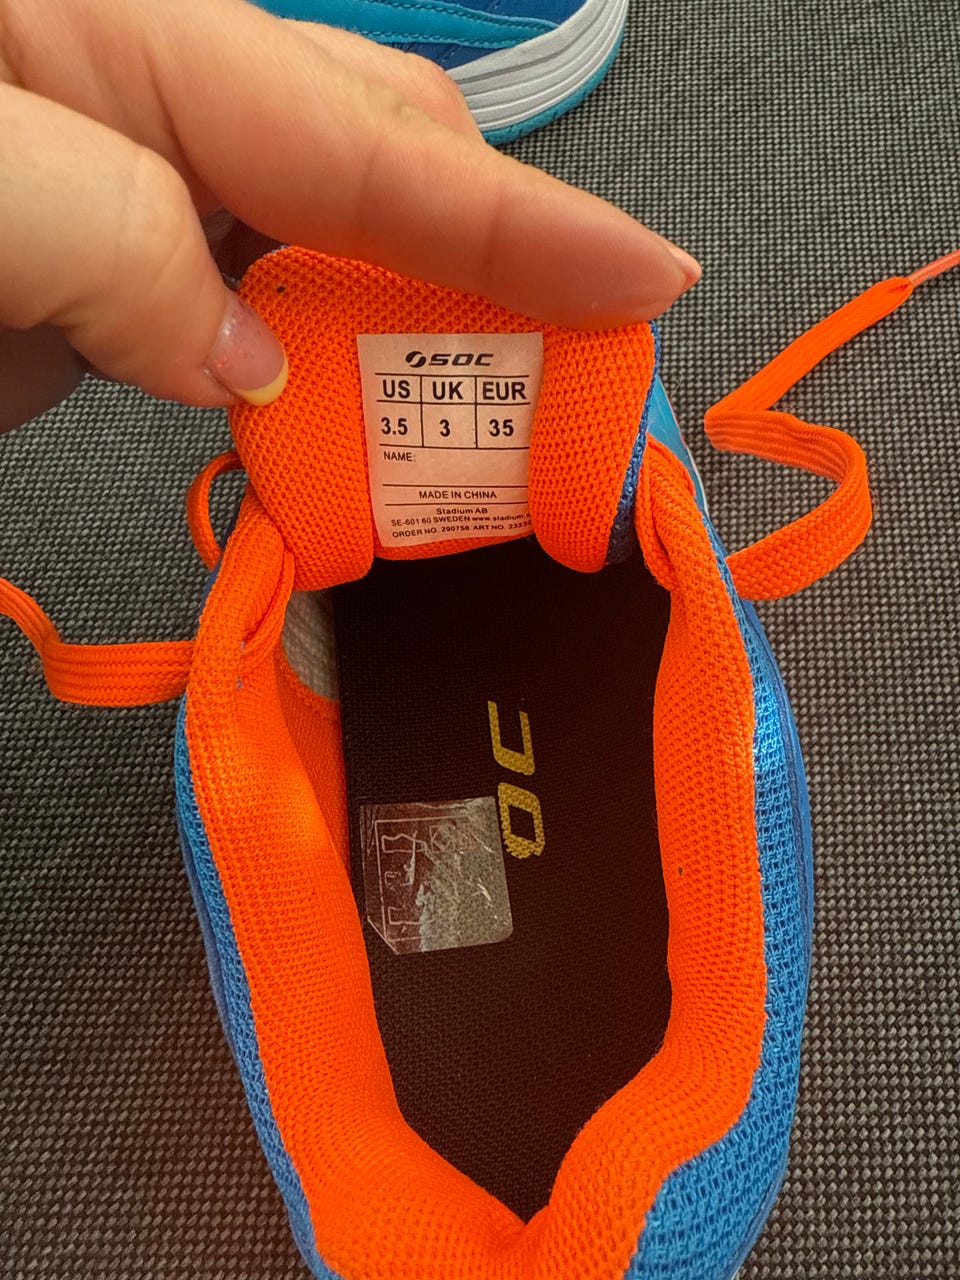 SOC
US UK EUR
3.5 3 35
NAME:
MADE IN CHINA
Stadium AB
SE-601 60 SWEDEN www.stadium.
ORDER NO. 290758 ART NO.
OC